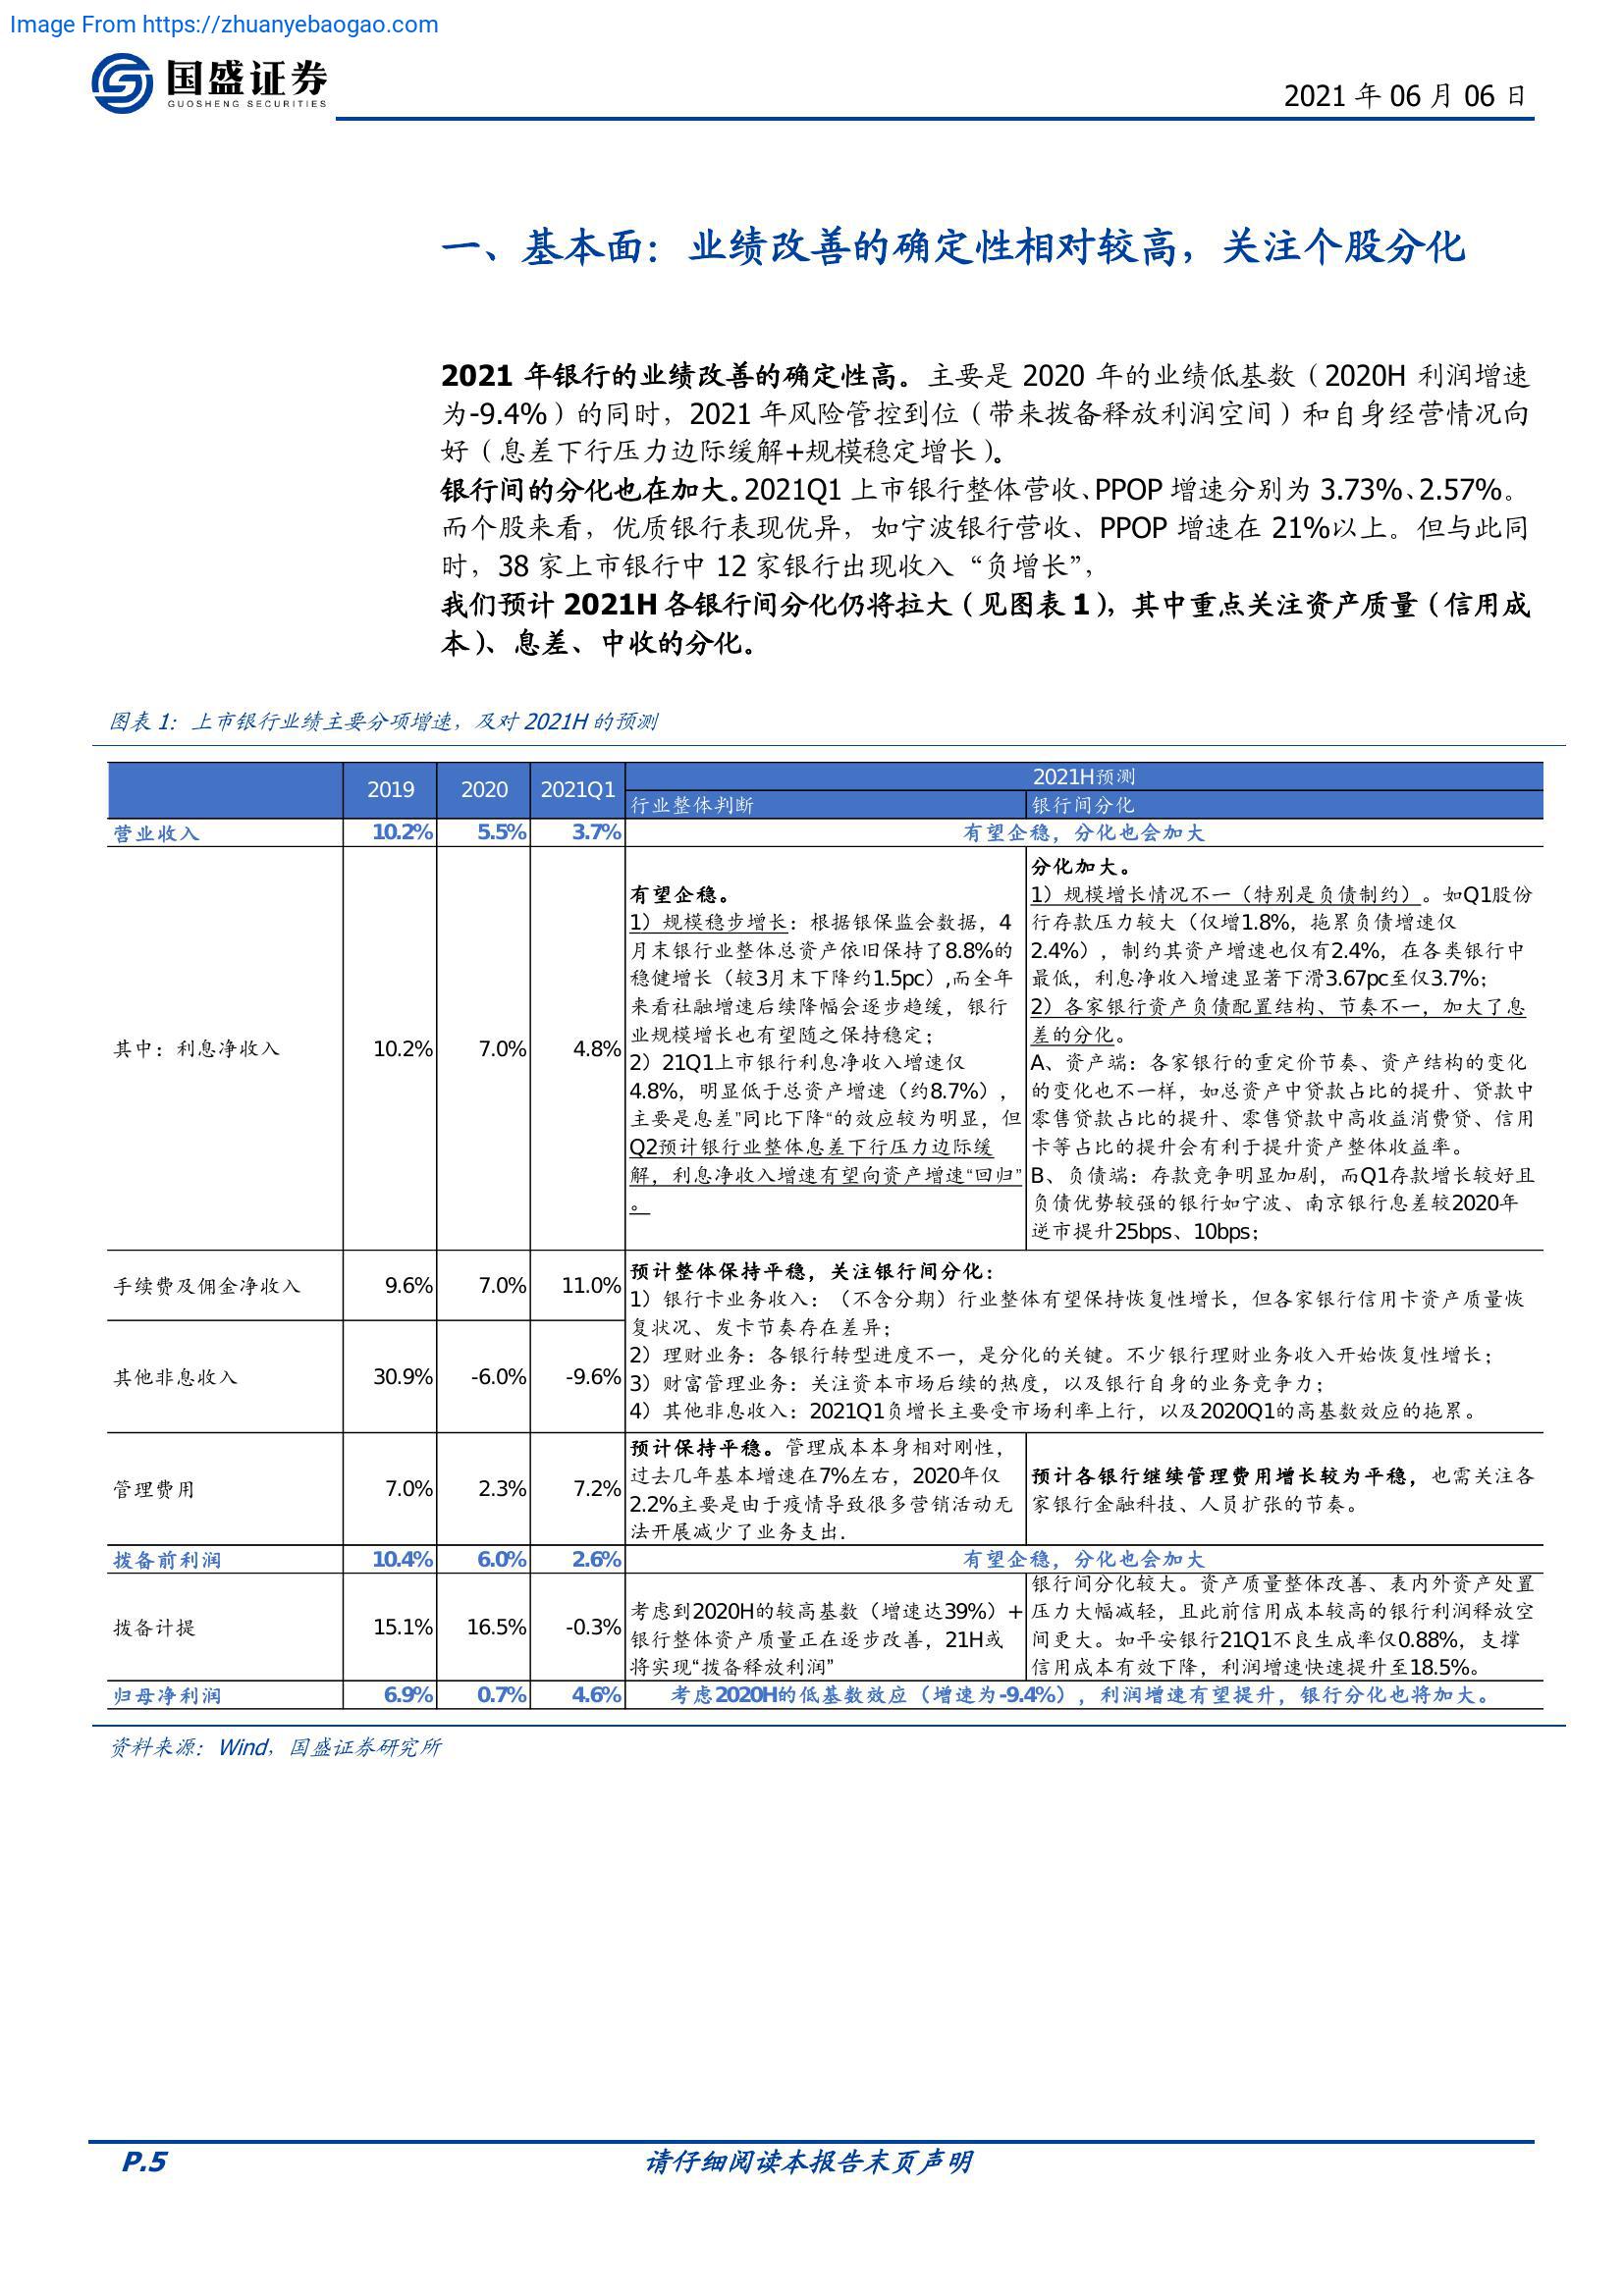 Image From https://zhuanyebaogao.com
国盛证券
GUOSHENG SECURITIES
2021 年 06 月 06 日
一、基本面：业绩改善的确定性相对较高，关注个股分化
2021 年银行的业绩改善的确定性高。主要是 2020 年的业绩低基数（2020H 利润增速
为-9.4%）的同时，2021 年风险管控到位（带来拨备释放利润空间）和自身经营情况向
好（息差下行压力边际缓解+规模稳定增长）。
银行间的分化也在加大。2021Q1 上市银行整体营收、PPOP 增速分别为 3.73%、2.57%。
而个股来看，优质银行表现优异，如宁波银行营收、PPOP 增速在 21%以上。但与此同
时，38 家上市银行中 12 家银行出现收入“负增长”，
我们预计 2021H 各银行间分化仍将拉大（见图表 1），其中重点关注资产质量（信用成
本）、息差、中收的分化。
图表 1：上市银行业绩主要分项增速，及对 2021H 的预测
2019 2020 2021Q1 2021H预测
行业整体判断 银行间分化
营业收入 10.2% 5.5% 3.7% 有望企稳，分化也会加大
其中：利息净收入 10.2% 7.0% 4.8%
有望企稳。
1）规模稳步增长：根据银保监会数据，4
月末银行业整体总资产依旧保持了8.8%的
稳健增长（较3月末下降约1.5pc）,而全年
来看社融增速后续降幅会逐步趋缓，银行
业规模增长也有望随之保持稳定；
2）21Q1上市银行利息净收入增速仅
4.8%，明显低于总资产增速（约8.7%），
主要是息差”同比下降“的效应较为明显，但
Q2预计银行业整体息差下行压力边际缓
解，利息净收入增速有望向资产增速“回归”
。
分化加大。
1）规模增长情况不一（特别是负债制约）。如Q1股份
行存款压力较大（仅增1.8%，拖累负债增速仅
2.4%），制约其资产增速也仅有2.4%，在各类银行中
最低，利息净收入增速显著下滑3.67pc至仅3.7%；
2）各家银行资产负债配置结构、节奏不一，加大了息
差的分化。
A、资产端：各家银行的重定价节奏、资产结构的变化
的变化也不一样，如总资产中贷款占比的提升、贷款中
零售贷款占比的提升、零售贷款中高收益消费贷、信用
卡等占比的提升会有利于提升资产整体收益率。
B、负债端：存款竞争明显加剧，而Q1存款增长较好且
负债优势较强的银行如宁波、南京银行息差较2020年
逆市提升25bps、10bps；
手续费及佣金净收入 9.6% 7.0% 11.0%
其他非息收入 30.9% -6.0% -9.6%
预计整体保持平稳，关注银行间分化：
1）银行卡业务收入：（不含分期）行业整体有望保持恢复性增长，但各家银行信用卡资产质量恢
复状况、发卡节奏存在差异；
2）理财业务：各银行转型进度不一，是分化的关键。不少银行理财业务收入开始恢复性增长；
3）财富管理业务：关注资本市场后续的热度，以及银行自身的业务竞争力；
4）其他非息收入：2021Q1负增长主要受市场利率上行，以及2020Q1的高基数效应的拖累。
管理费用 7.0% 2.3% 7.2%
预计保持平稳。管理成本本身相对刚性，
过去几年基本增速在7%左右，2020年仅
2.2%主要是由于疫情导致很多营销活动无
法开展减少了业务支出.
预计各银行继续管理费用增长较为平稳，也需关注各
家银行金融科技、人员扩张的节奏。
拨备前利润 10.4% 6.0% 2.6% 有望企稳，分化也会加大
拨备计提 15.1% 16.5% -0.3%
考虑到2020H的较高基数（增速达39%）+
银行整体资产质量正在逐步改善，21H或
将实现“拨备释放利润”
银行间分化较大。资产质量整体改善、表内外资产处置
压力大幅减轻，且此前信用成本较高的银行利润释放空
间更大。如平安银行21Q1不良生成率仅0.88%，支撑
信用成本有效下降，利润增速快速提升至18.5%。
归母净利润 6.9% 0.7% 4.6% 考虑2020H的低基数效应（增速为-9.4%），利润增速有望提升，银行分化也将加大。
资料来源：Wind，国盛证券研究所
P.5
请仔细阅读本报告末页声明